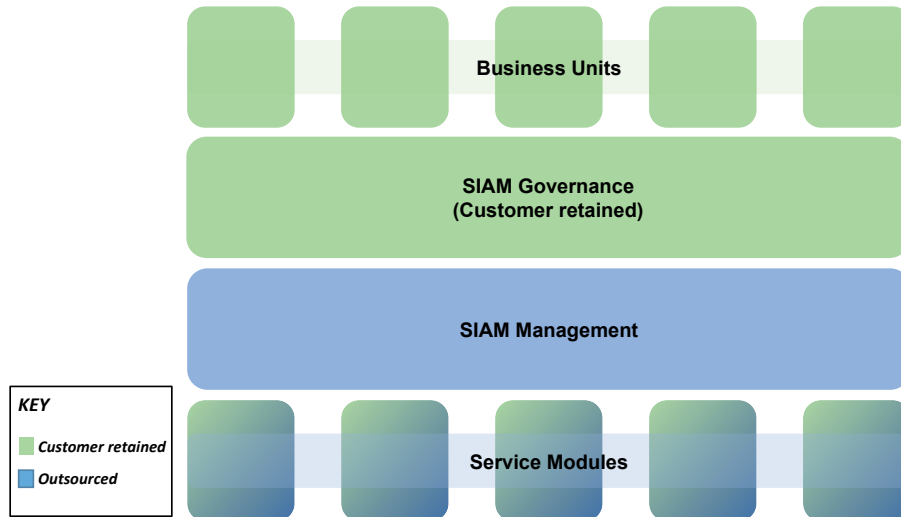 Business Units
SIAM Governance
(Customer retained)
SIAM Management
KEY
Customer retained
Outsourced
Service Modules